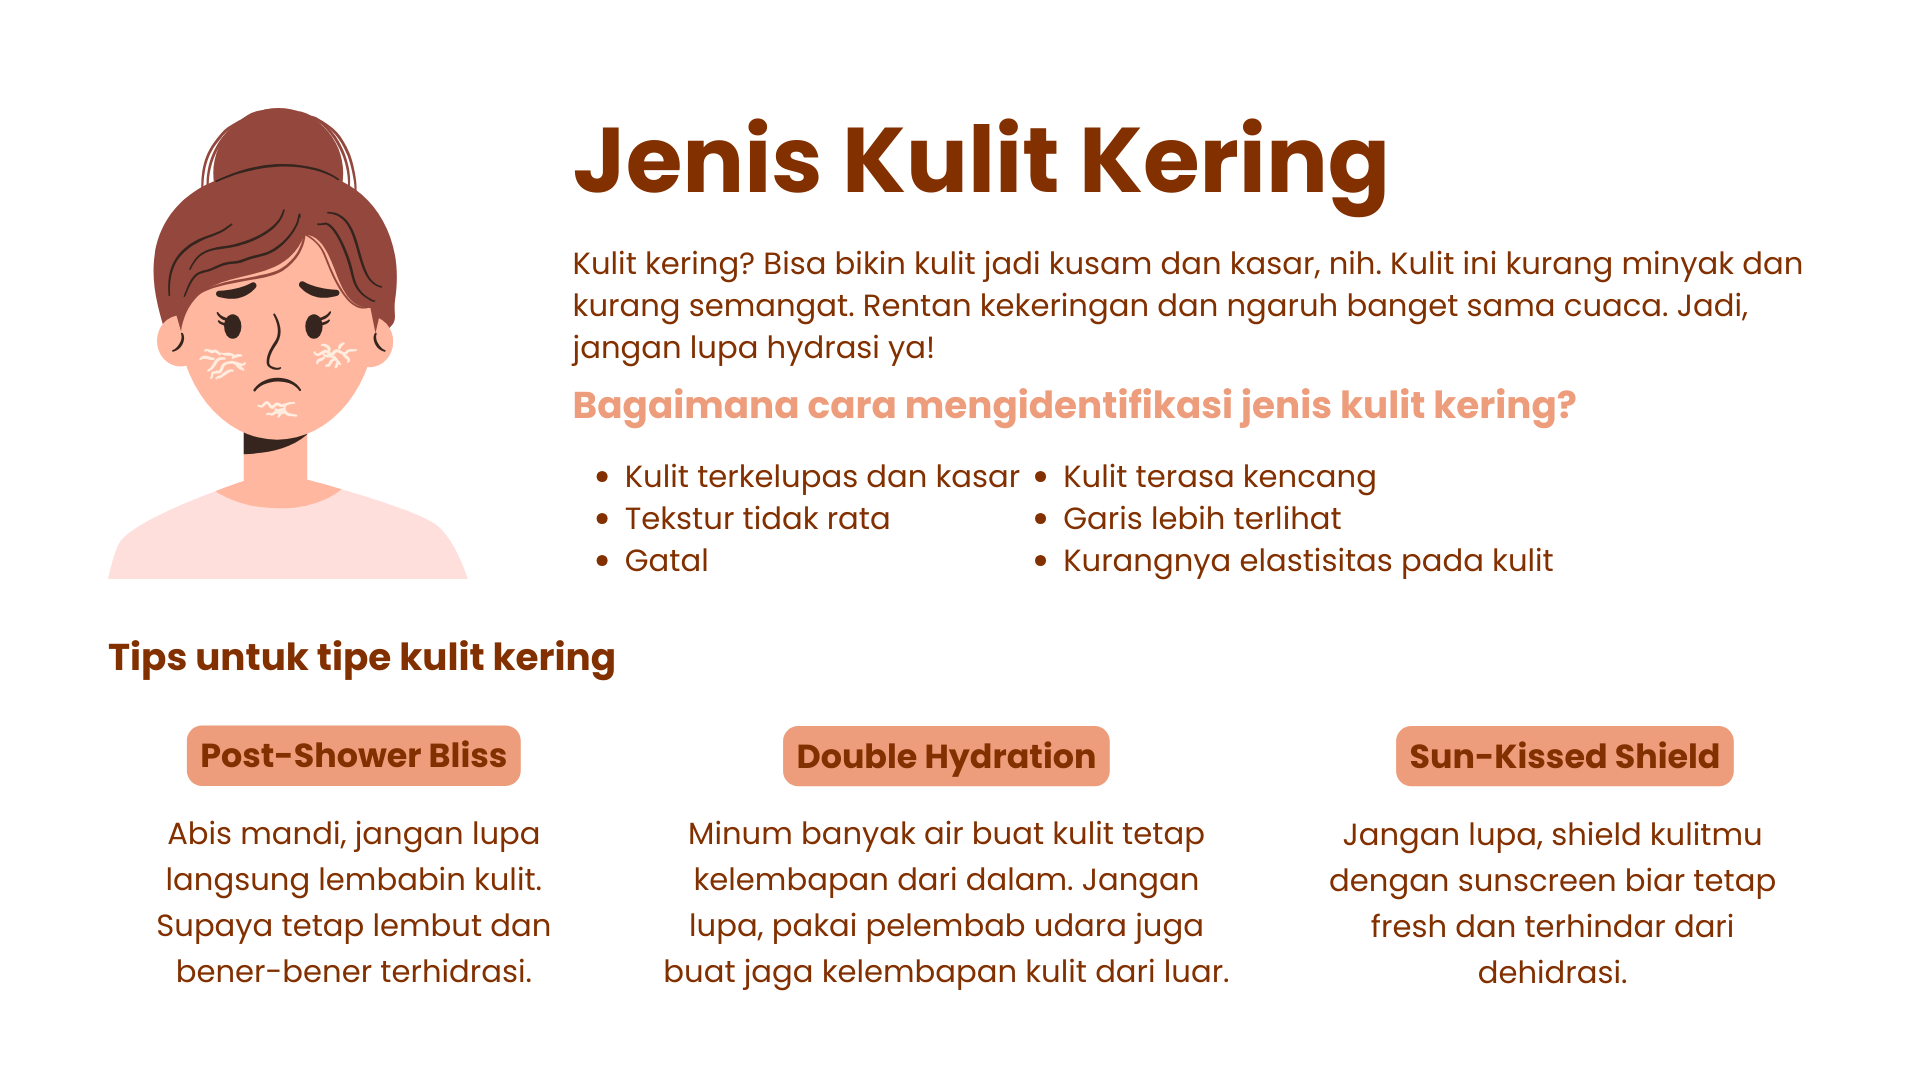 Jenis Kulit Kering
Kulit kering? Bisa bikin kulit jadi kusam dan kasar, nih. Kulit ini kurang minyak dan
kurang semangat. Rentan kekeringan dan ngaruh banget sama cuaca. Jadi,
jangan lupa hydrasi ya!
Bagaimana cara mengidentifikasi jenis kulit kering?
• Kulit terkelupas dan kasar
• Tekstur tidak rata
• Gatal
• Kulit terasa kencang
• Garis lebih terlihat
• Kurangnya elastisitas pada kulit
Tips untuk tipe kulit kering
Post-Shower Bliss
Abis mandi, jangan lupa
langsung lembabin kulit.
Supaya tetap lembut dan
bener-bener terhidrasi.
Double Hydration
Minum banyak air buat kulit tetap
kelembapan dari dalam. Jangan
lupa, pakai pelembab udara juga
buat jaga kelembapan kulit dari luar.
Sun-Kissed Shield
Jangan lupa, shield kulitmu
dengan sunscreen biar tetap
fresh dan terhindar dari
dehidrasi.